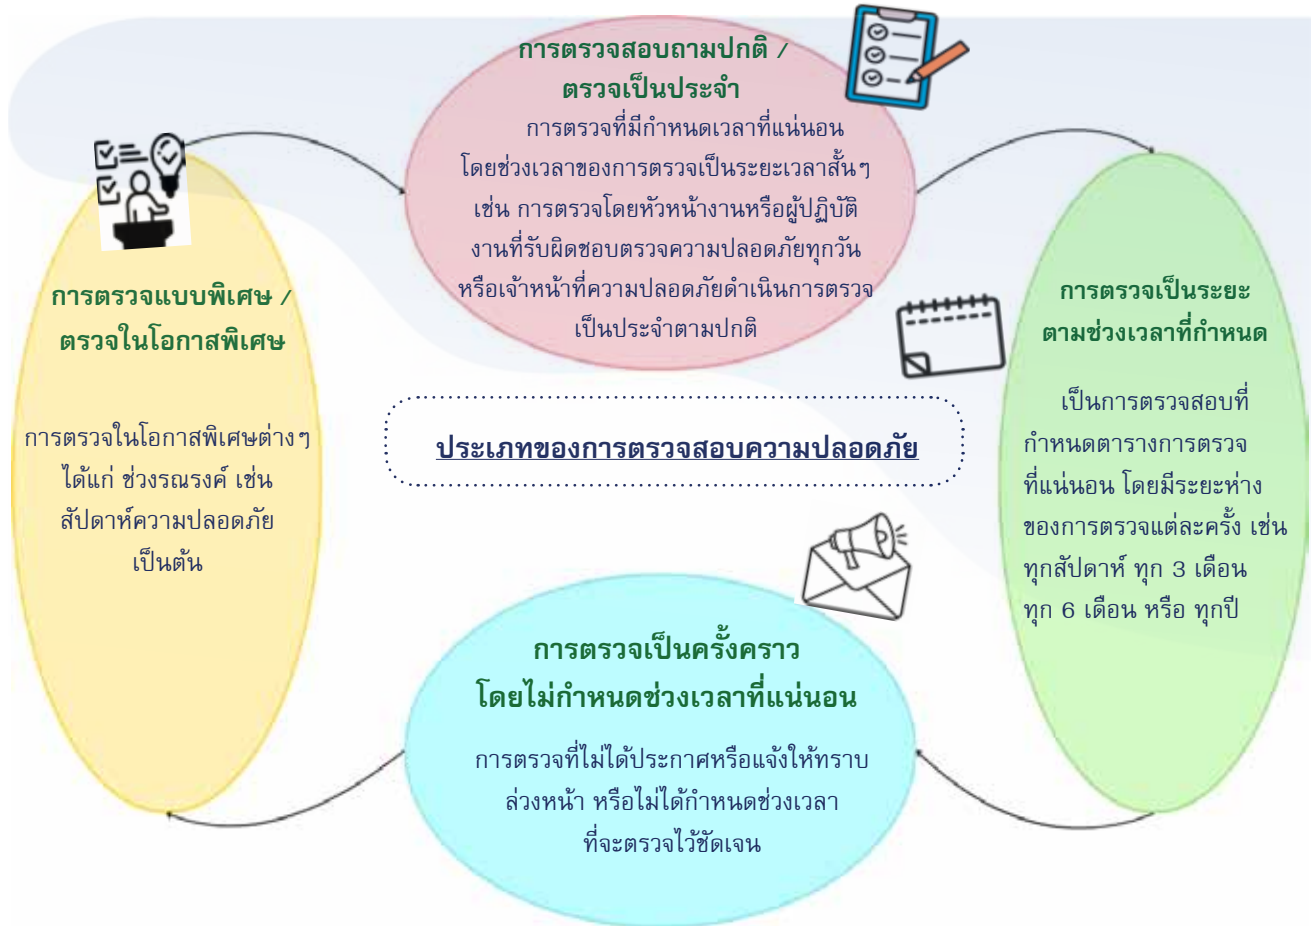 การตรวจสอบถามปกติ /
ตรวจเป็นประจำ
การตรวจที่มีกำหนดเวลาที่แน่นอน
โดยช่วงเวลาของการตรวจเป็นระยะเวลาสั้นๆ
เช่น การตรวจโดยหัวหน้างานหรือผู้ปฏิบัติ
งานที่รับผิดชอบตรวจความปลอดภัยทุกวัน
หรือเจ้าหน้าที่ความปลอดภัยดำเนินการตรวจ
เป็นประจำตามปกติ
การตรวจเป็นระยะ
ตามช่วงเวลาที่กำหนด
เป็นการตรวจสอบที่
กำหนดตารางการตรวจ
ที่แน่นอน โดยมีระยะห่าง
ของการตรวจแต่ละครั้ง เช่น
ทุกสัปดาห์ ทุก 3 เดือน
ทุก 6 เดือน หรือ ทุกปี
ประเภทของการตรวจสอบความปลอดภัย
การตรวจเป็นครั้งคราว
โดยไม่กำหนดช่วงเวลาที่แน่นอน
การตรวจที่ไม่ได้ประกาศหรือแจ้งให้ทราบ
ล่วงหน้า หรือไม่ได้กำหนดช่วงเวลา
ที่จะตรวจไว้ชัดเจน
การตรวจแบบพิเศษ /
ตรวจในโอกาสพิเศษ
การตรวจในโอกาสพิเศษต่างๆ
ได้แก่ ช่วงรณรงค์ เช่น
สัปดาห์ความปลอดภัย
เป็นต้น